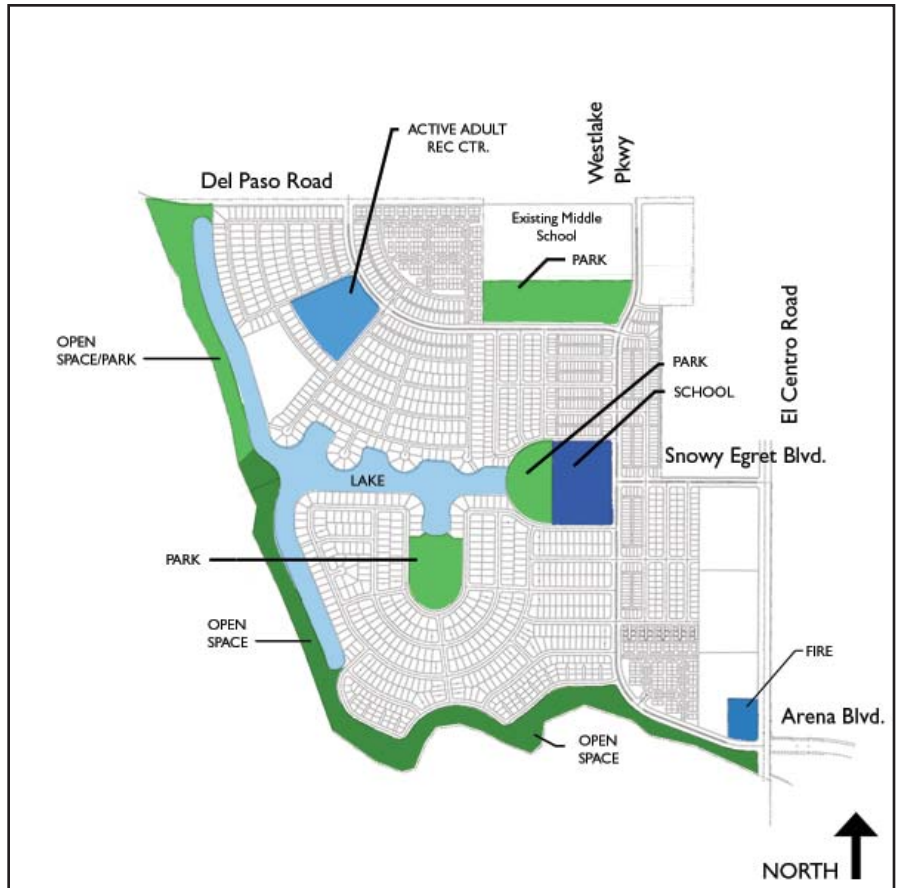 Westlake
Pkwy
ACTIVE ADULT
REC CTR.
Del Paso Road
Existing Middle
School
PARK
OPEN
SPACE/PARK
El Centro Road
PARK
SCHOOL
Snowy Egret Blvd.
LAKE
PARK
OPEN
SPACE
FIRE
Arena Blvd.
OPEN
SPACE
NORTH